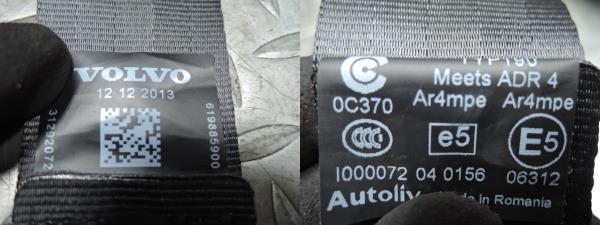 VOLVO
12 12 2013
31292072
619885900
Meets ADR 4
0C370 Ar4mpe Ar4mpe
CCC e5 E5
I000072 04 0156 06312
Autoliv in Romania